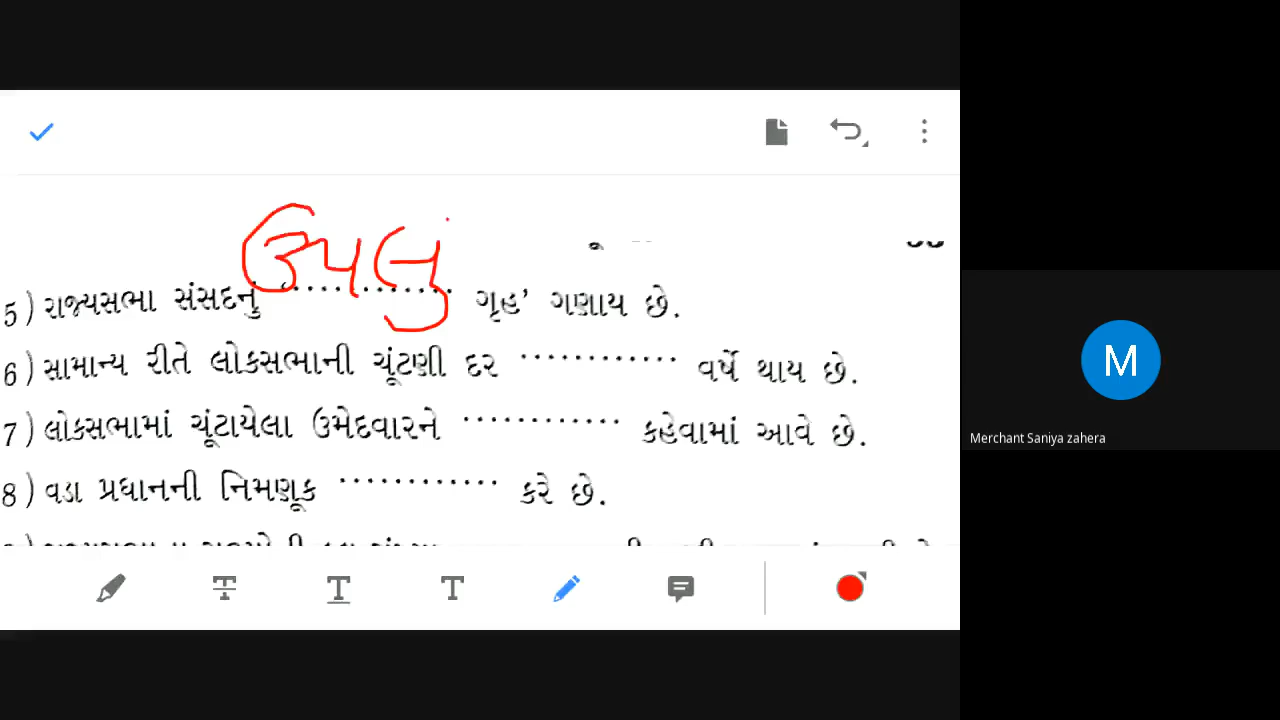 ઉપલું
5) રાજ્યસભા સંસદનું ............ ગૃહ' ગણાય છે.
6) સામાન્ય રીતે લોકસભાની ચૂંટણી દર ............ વર્ષે થાય છે.
7) લોકસભામાં ચૂંટાયેલા ઉમેદવારને ............ કહેવામાં આવે છે.
8) વડા પ્રધાનની નિમણૂક ............ કરે છે.
M
Merchant Saniya zahera